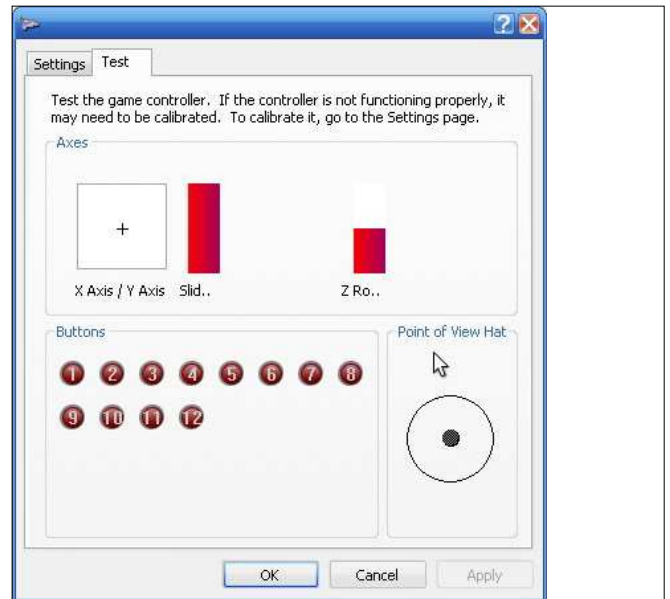 Settings Test
Test the game controller. If the controller is not functioning properly, it
may need to be calibrated. To calibrate it, go to the Settings page.
Axes
X Axis / Y Axis Slid.. Z Ro..
Buttons
1 2 3 4 5 6 7 8
9 10 11 12
Point of View Hat
OK Cancel Apply